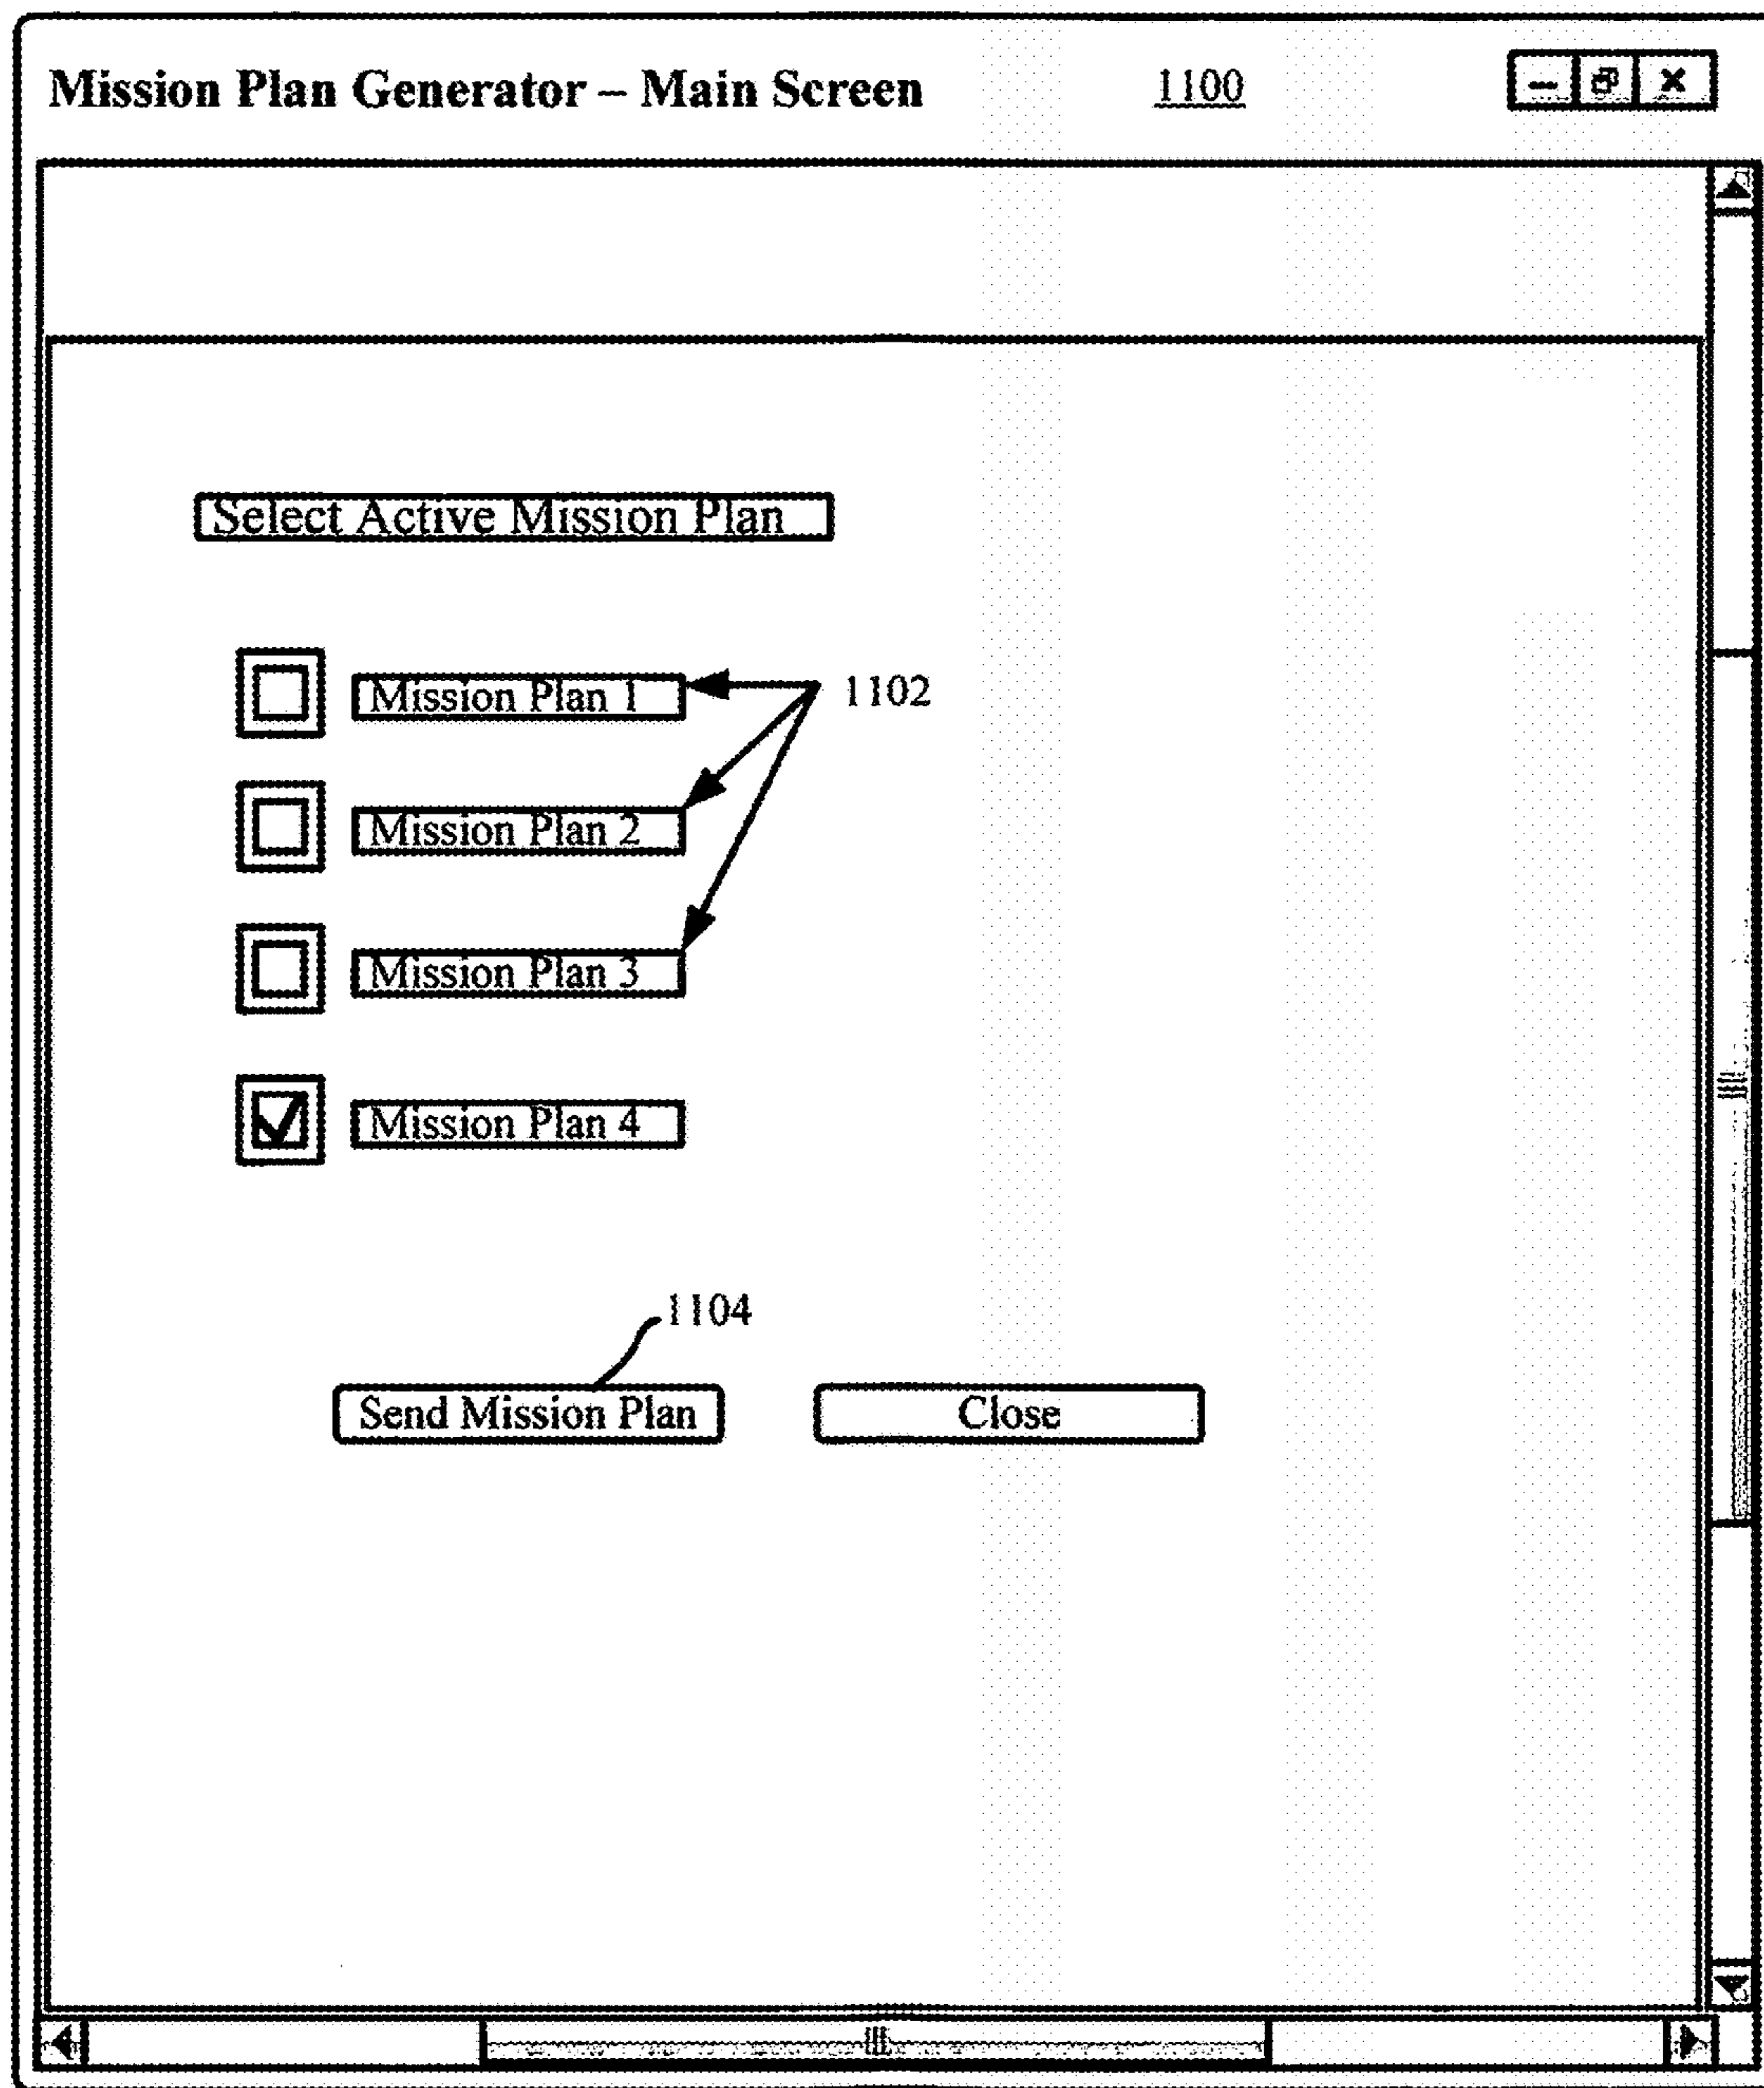 Mission Plan Generator – Main Screen 1100
Select Active Mission Plan
Mission Plan 1 1102
Mission Plan 2
Mission Plan 3
Mission Plan 4
1104
Send Mission Plan Close